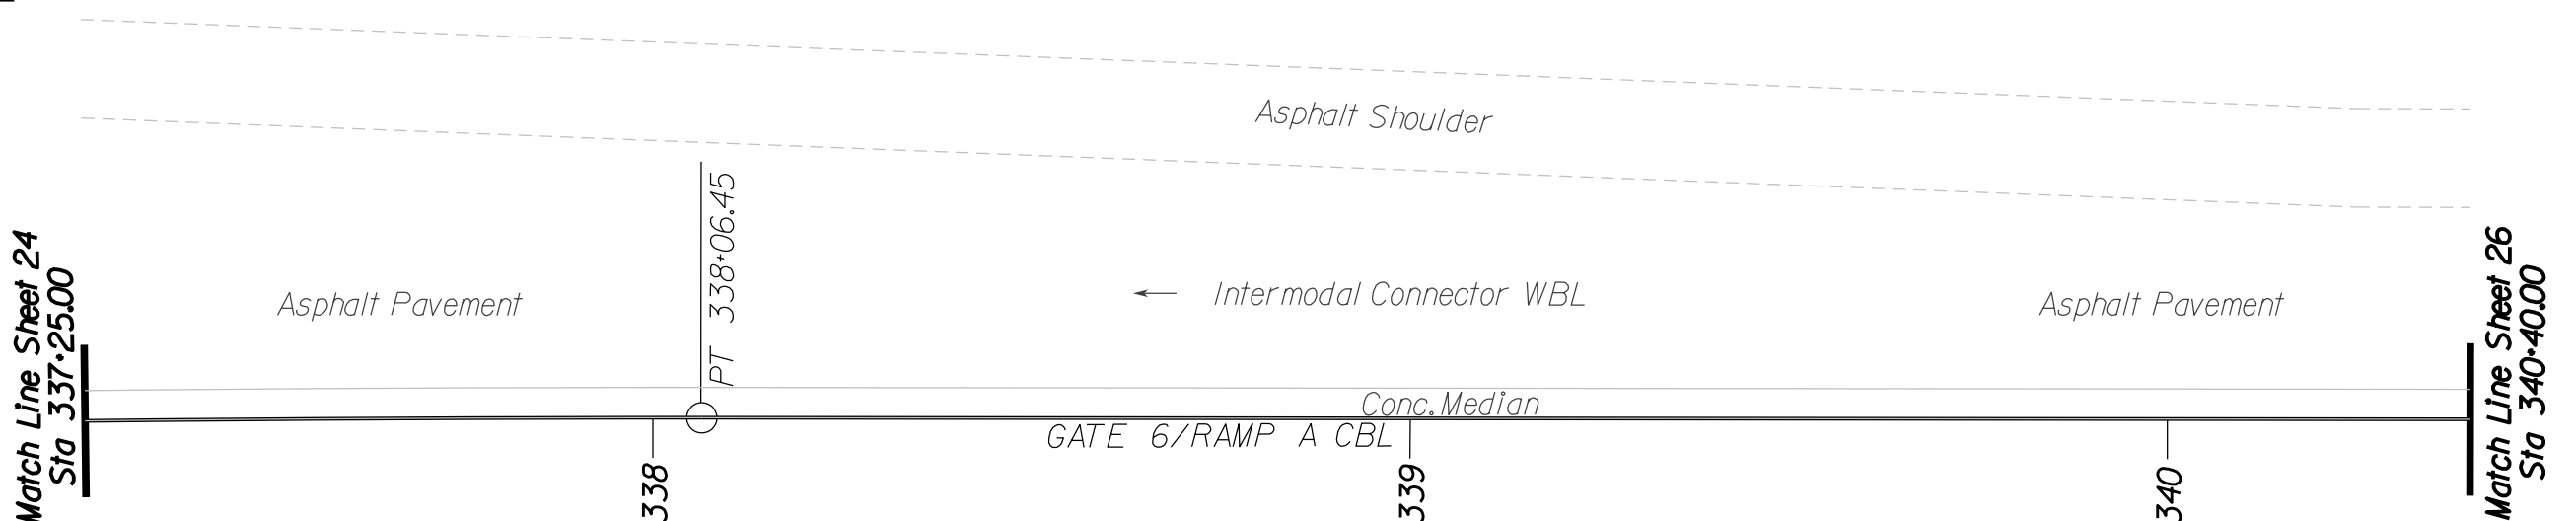 Asphalt Shoulder
PT 338+06.45
Match Line Sheet 24
Sta 337+25.00
Asphalt Pavement
Intermodal Connector WBL
Asphalt Pavement
Match Line Sheet 26
Sta 340+40.00
Conc. Median
GATE 6/RAMP A CBL
338
339
340